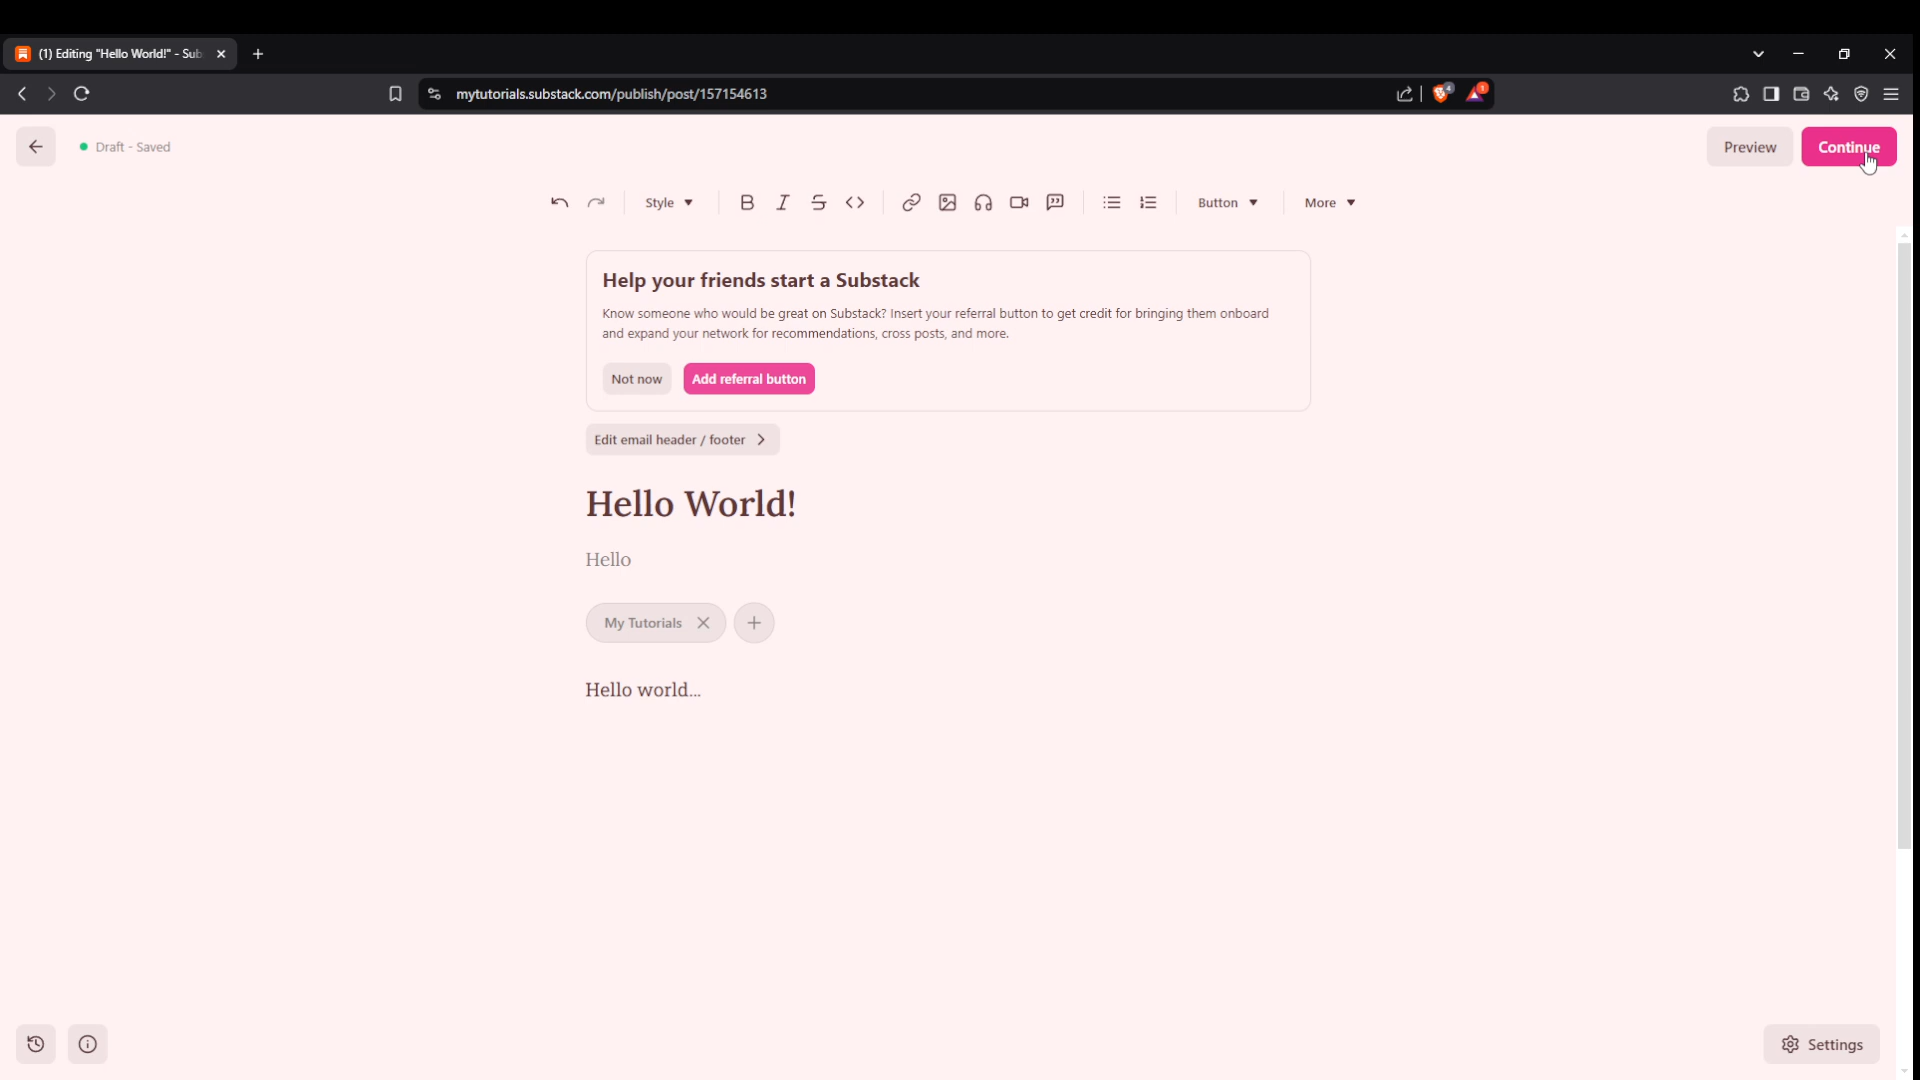 (1) Editing "Hello World!" - Sub
mytutorials.substack.com/publish/post/157154613
4
1
Draft - Saved
Preview
Continue
Style
Button
More
Help your friends start a Substack
Know someone who would be great on Substack? Insert your referral button to get credit for bringing them onboard
and expand your network for recommendations, cross posts, and more.
Not now
Add referral button
Edit email header / footer
Hello World!
Hello
My Tutorials
Hello world...
Settings